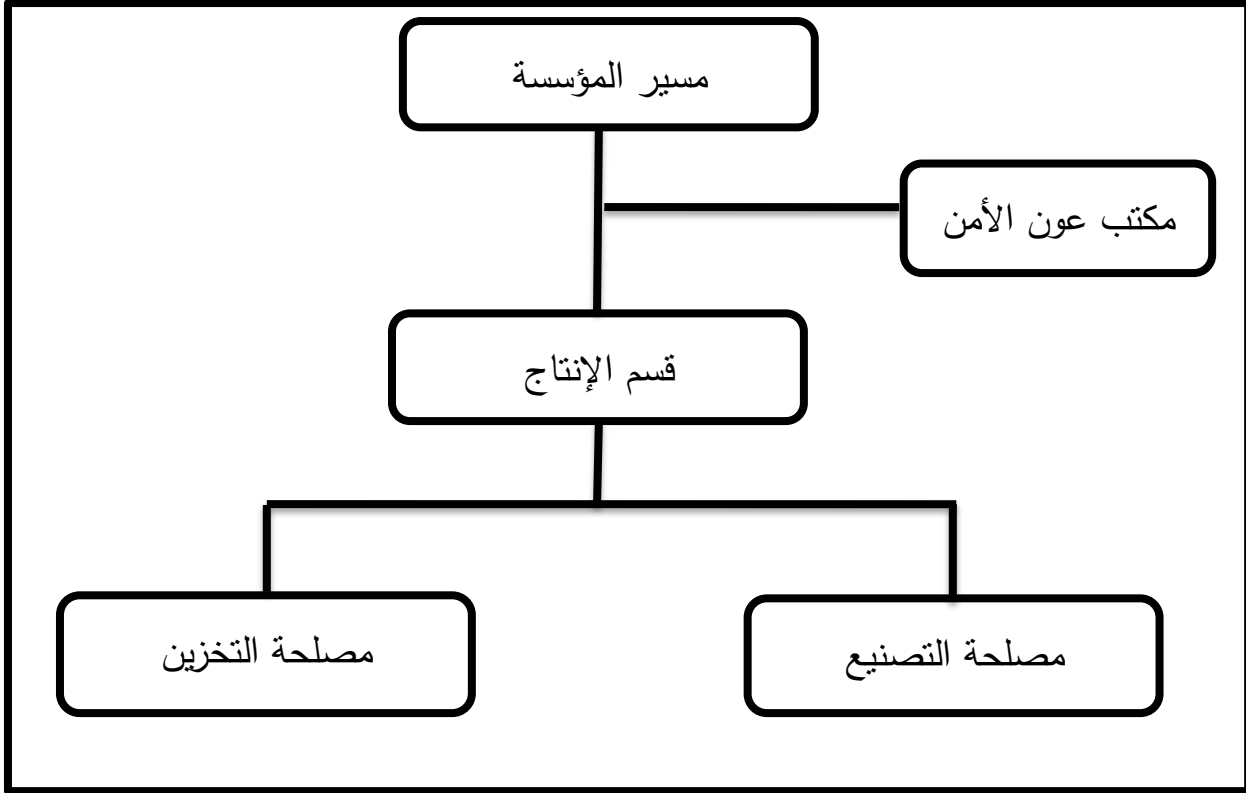 مسير المؤسسة
مكتب عون الأمن
قسم الإنتاج
مصلحة التصنيع
مصلحة التخزين